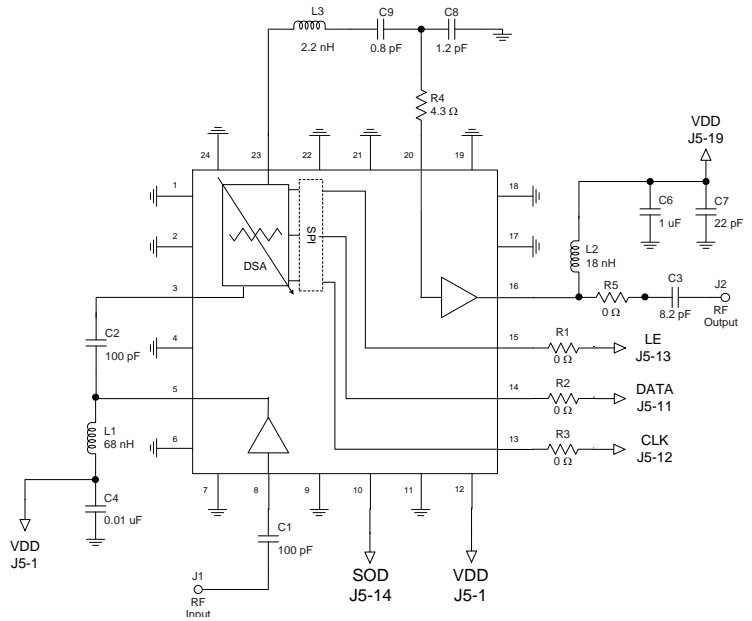 L3
2.2 nH
C9
0.8 pF
C8
1.2 pF
R4
4.3 Ω
VDD
J5-19
24
23
22
21
20
19
1
2
3
4
5
6
18
17
16
15
14
13
7
8
9
10
11
12
DSA
SPI
C6
1 uF
C7
22 pF
L2
18 nH
R5
0 Ω
C3
8.2 pF
J2
RF
Output
R1
0 Ω
LE
J5-13
R2
0 Ω
DATA
J5-11
R3
0 Ω
CLK
J5-12
C2
100 pF
L1
68 nH
C4
0.01 uF
VDD
J5-1
C1
100 pF
J1
RF
Input
SOD
J5-14
VDD
J5-1